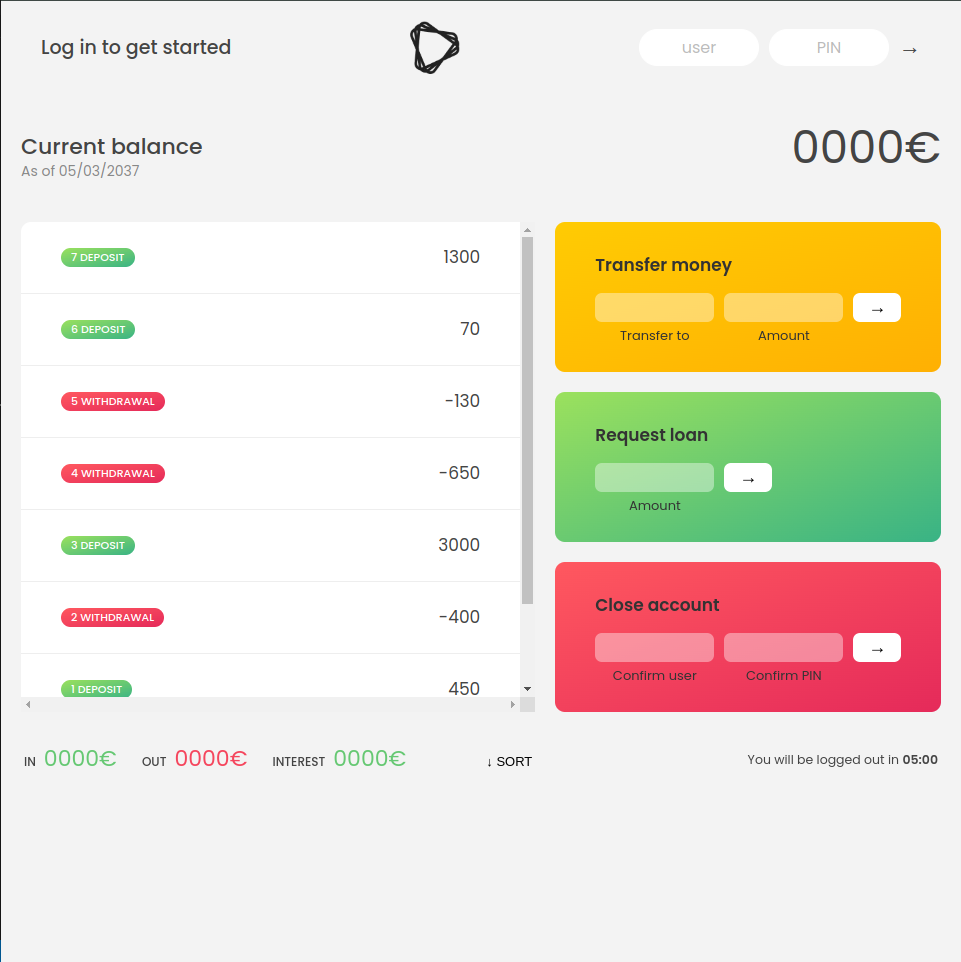 Log in to get started
user PIN →
Current balance 0000€
As of 05/03/2037
7 DEPOSIT 1300
6 DEPOSIT 70
5 WITHDRAWAL -130
4 WITHDRAWAL -650
3 DEPOSIT 3000
2 WITHDRAWAL -400
1 DEPOSIT 450
Transfer money
→
Transfer to Amount
Request loan
→
Amount
Close account
→
Confirm user Confirm PIN
IN 0000€ OUT 0000€ INTEREST 0000€ ↓ SORT
You will be logged out in 05:00